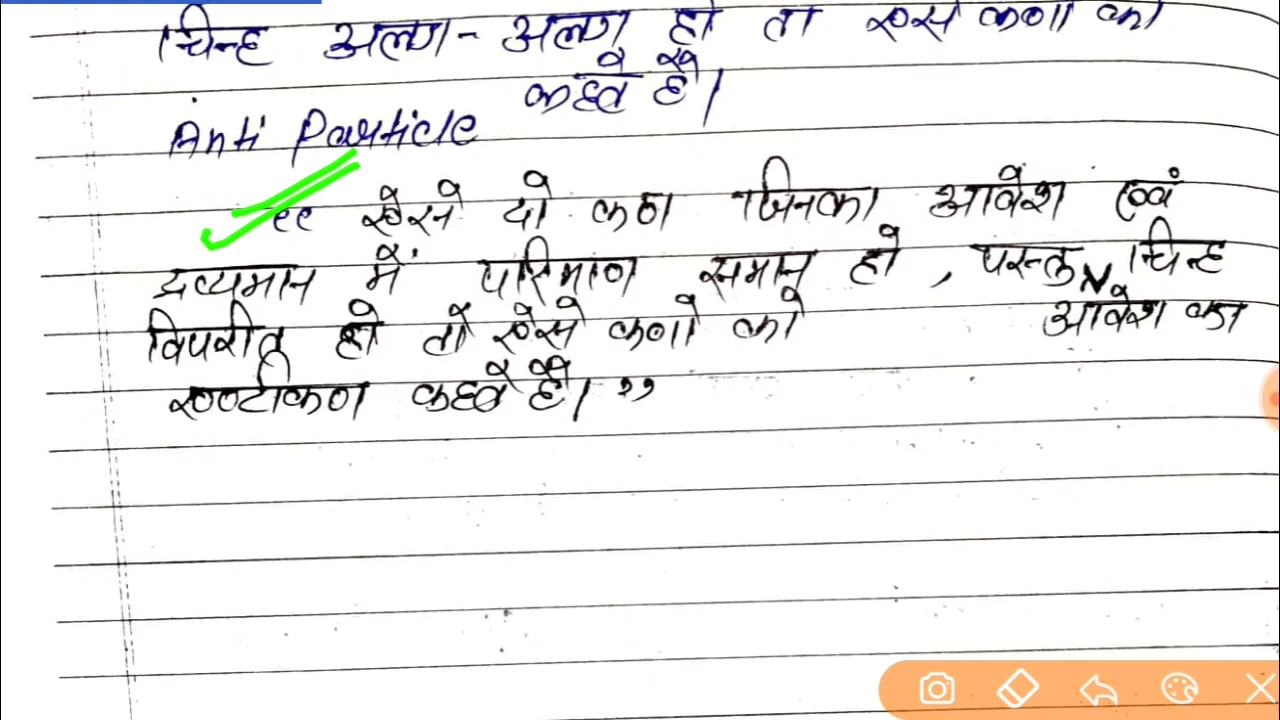 चिन्ह अलग - अलग हो तो ऐसे कणो को
कहते है।
Anti Particle
“ ऐसे दो कण जिनका आवेश एवं
द्रव्यमान में परिमाण समान हो , परन्तु चिन्ह
विपरीत हो तो ऐसे कणो को आवेश का
एण्टीकण कहते है। ”